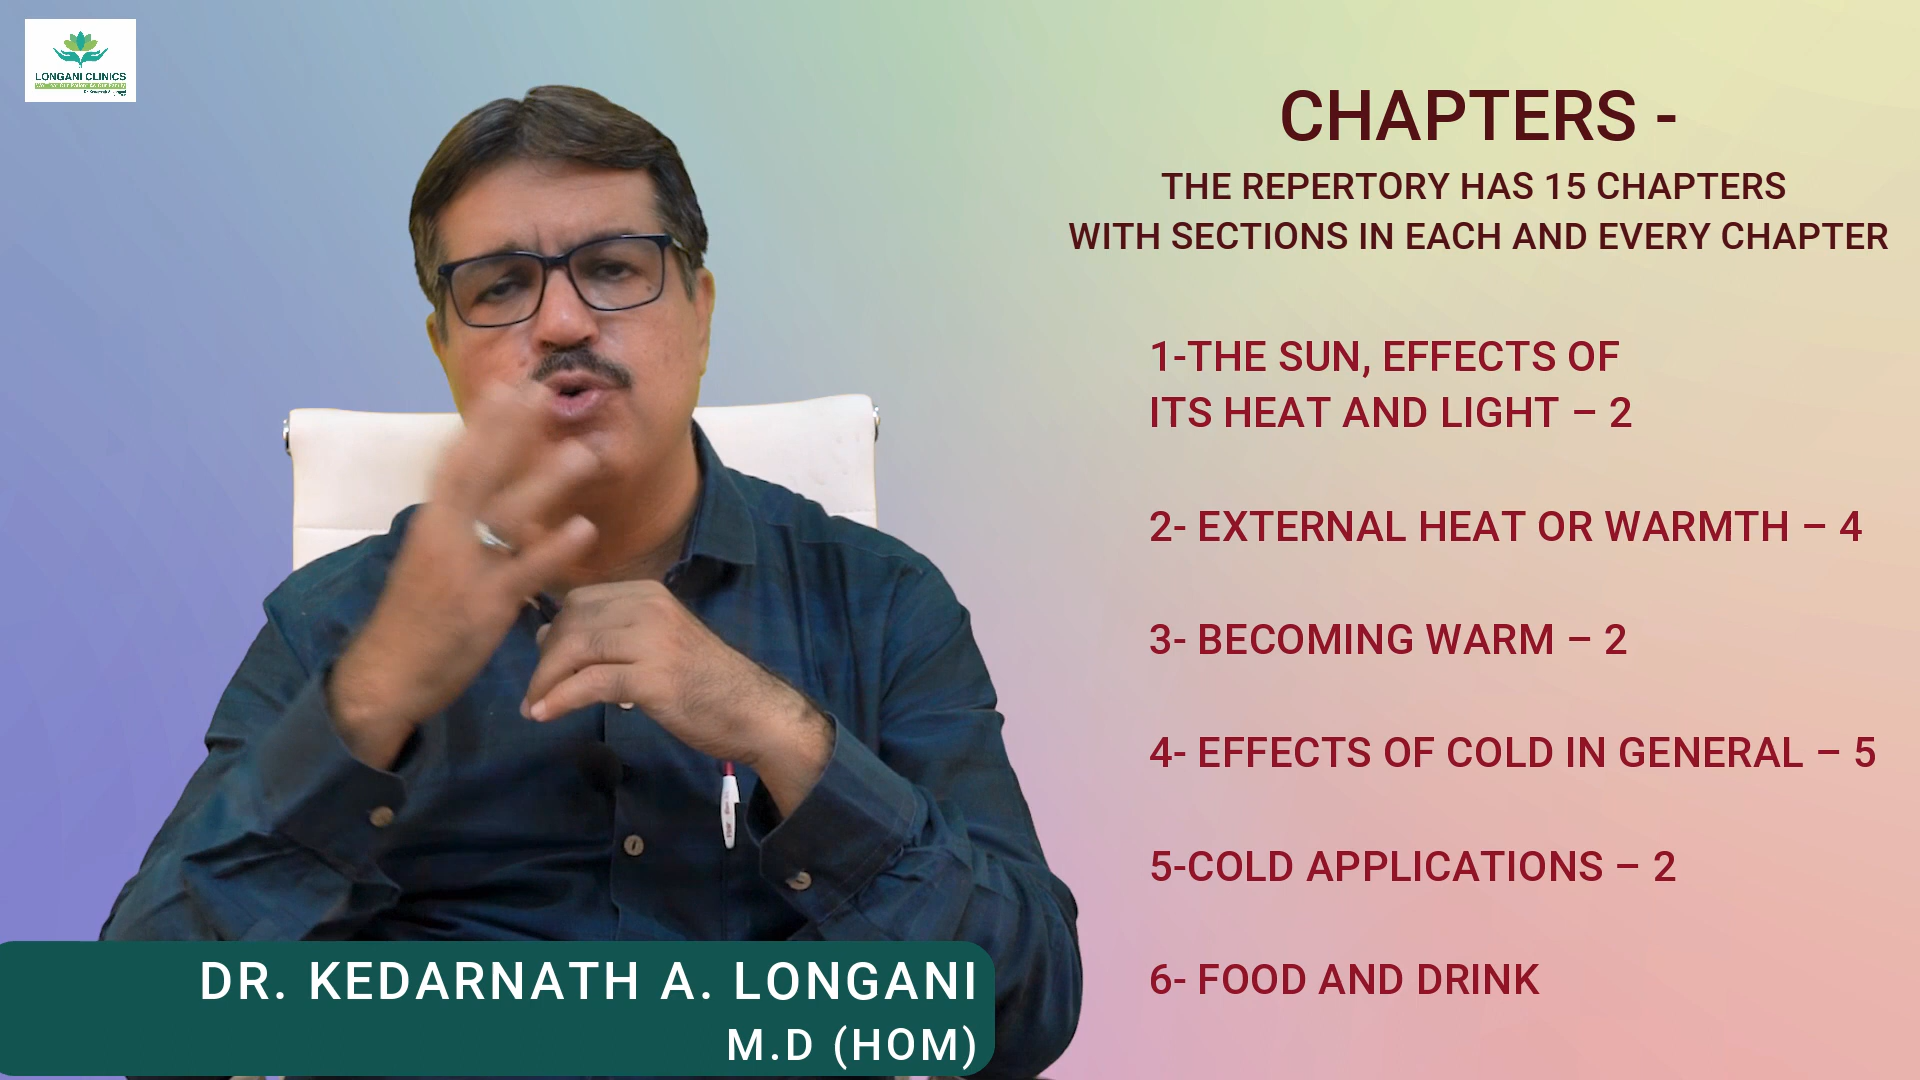 LONGANI CLINICS
CHAPTERS -
THE REPERTORY HAS 15 CHAPTERS
WITH SECTIONS IN EACH AND EVERY CHAPTER
1-THE SUN, EFFECTS OF
ITS HEAT AND LIGHT – 2
2- EXTERNAL HEAT OR WARMTH – 4
3- BECOMING WARM – 2
4- EFFECTS OF COLD IN GENERAL – 5
5-COLD APPLICATIONS – 2
6- FOOD AND DRINK
DR. KEDARNATH A. LONGANI
M.D (HOM)